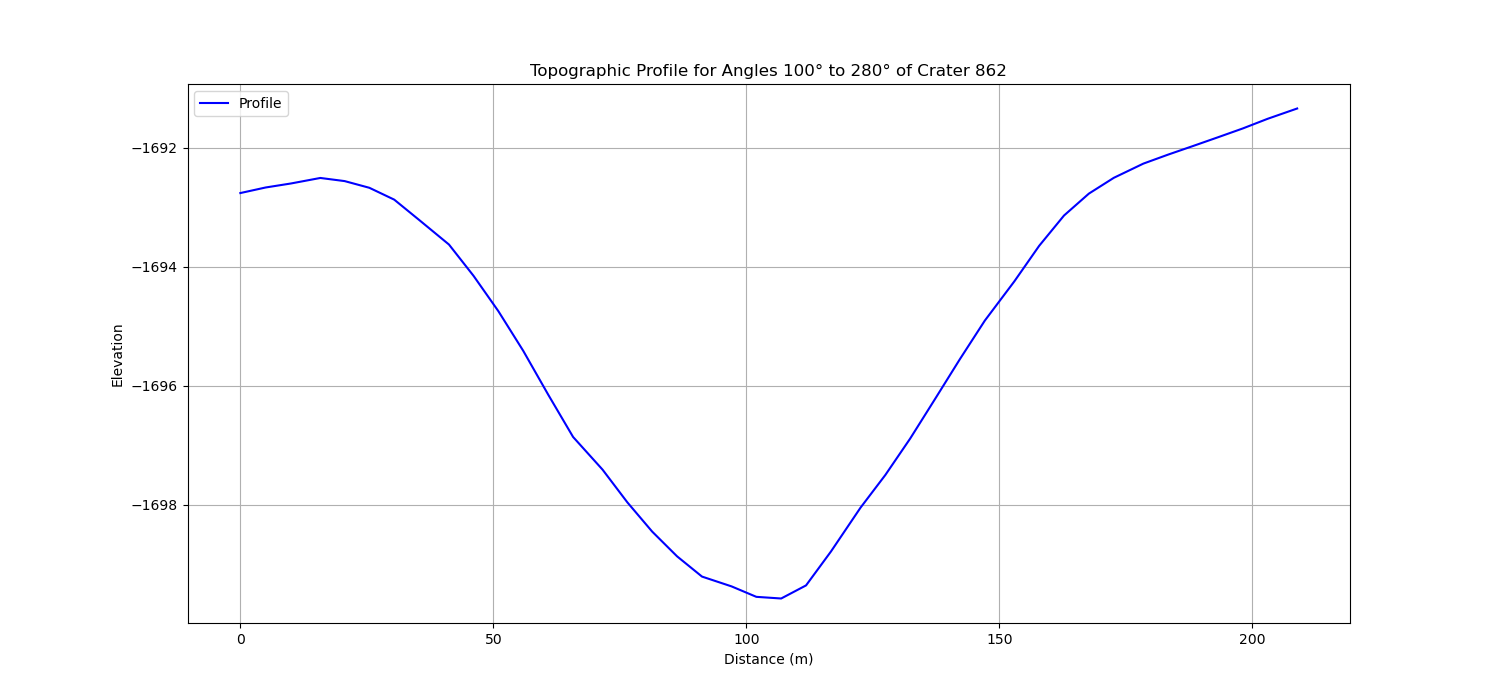 Topographic Profile for Angles 100° to 280° of Crater 862
Profile
−1692
−1694
−1696
−1698
Elevation
0 50 100 150 200
Distance (m)